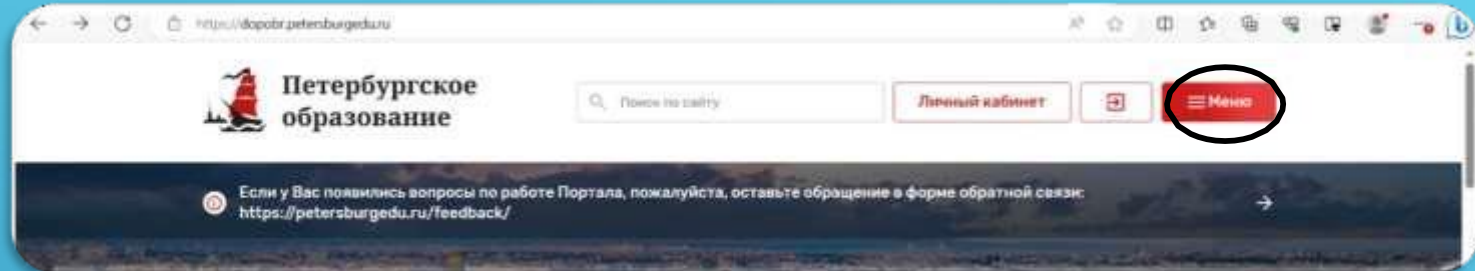 https://dopobr.petersburgedu.ru
Петербургское
образование
Поиск по сайту
Личный кабинет
Меню
Если у Вас появились вопросы по работе Портала, пожалуйста, оставьте обращение в форме обратной связи:
https://petersburgedu.ru/feedback/